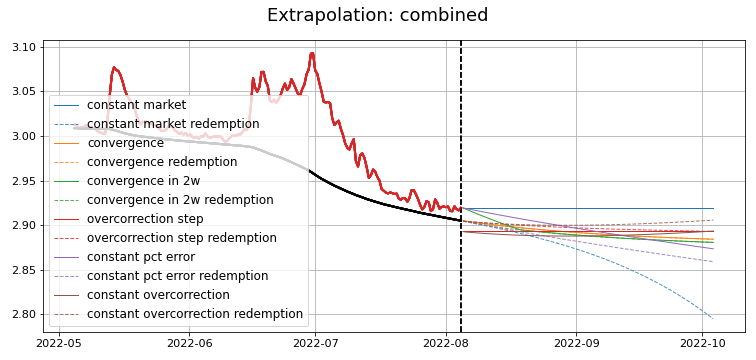 Extrapolation: combined
3.10
3.05
3.00
2.95
2.90
2.85
2.80
constant market
constant market redemption
convergence
convergence redemption
convergence in 2w
convergence in 2w redemption
overcorrection step
overcorrection step redemption
constant pct error
constant pct error redemption
constant overcorrection
constant overcorrection redemption
2022-05
2022-06
2022-07
2022-08
2022-09
2022-10